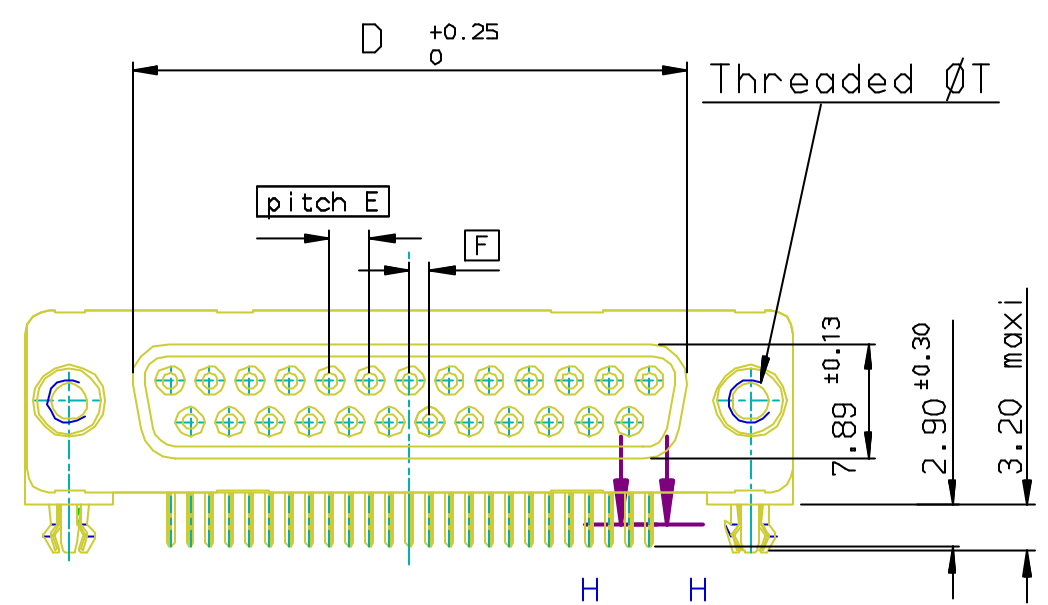 D +0.25
0
Threaded ØT
pitch E
F
7.89 ±0.13
2.90 ±0.30
3.20 maxi
H H